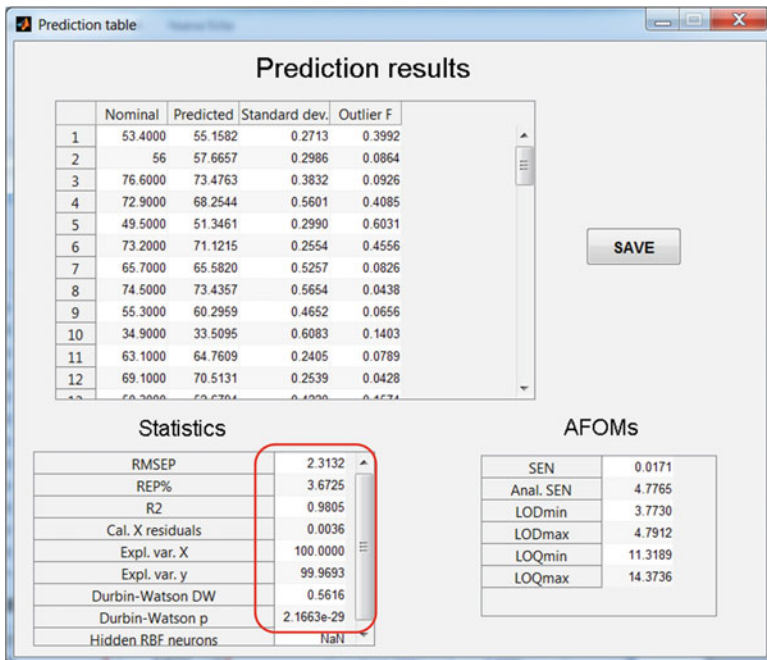 Prediction table
Prediction results
Nominal Predicted Standard dev. Outlier F
1 53.4000 55.1582 0.2713 0.3992
2 56 57.6657 0.2986 0.0864
3 76.6000 73.4763 0.3832 0.0926
4 72.9000 68.2544 0.5601 0.4085
5 49.5000 51.3461 0.2990 0.6031
6 73.2000 71.1215 0.2554 0.4556
7 65.7000 65.5820 0.5257 0.0826
8 74.5000 73.4357 0.5654 0.0438
9 55.3000 60.2959 0.4652 0.0656
10 34.9000 33.5095 0.6083 0.1403
11 63.1000 64.7609 0.2405 0.0789
12 69.1000 70.5131 0.2539 0.0428
SAVE
Statistics
RMSEP 2.3132
REP% 3.6725
R2 0.9805
Cal. X residuals 0.0036
Expl. var. X 100.0000
Expl. var. y 99.9693
Durbin-Watson DW 0.5616
Durbin-Watson p 2.1663e-29
Hidden RBF neurons NaN
AFOMs
SEN 0.0171
Anal. SEN 4.7765
LODmin 3.7730
LODmax 4.7912
LOQmin 11.3189
LOQmax 14.3736